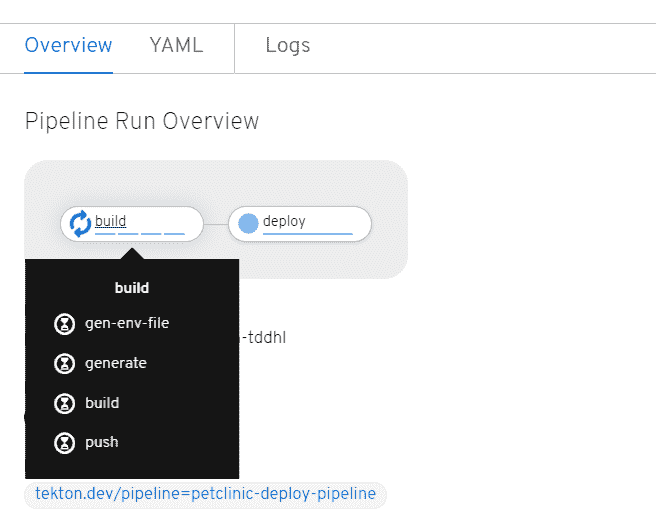 Overview YAML Logs
Pipeline Run Overview
build deploy
build
gen-env-file
-tddhl
generate
build
push
tekton.dev/pipeline=petclinic-deploy-pipeline